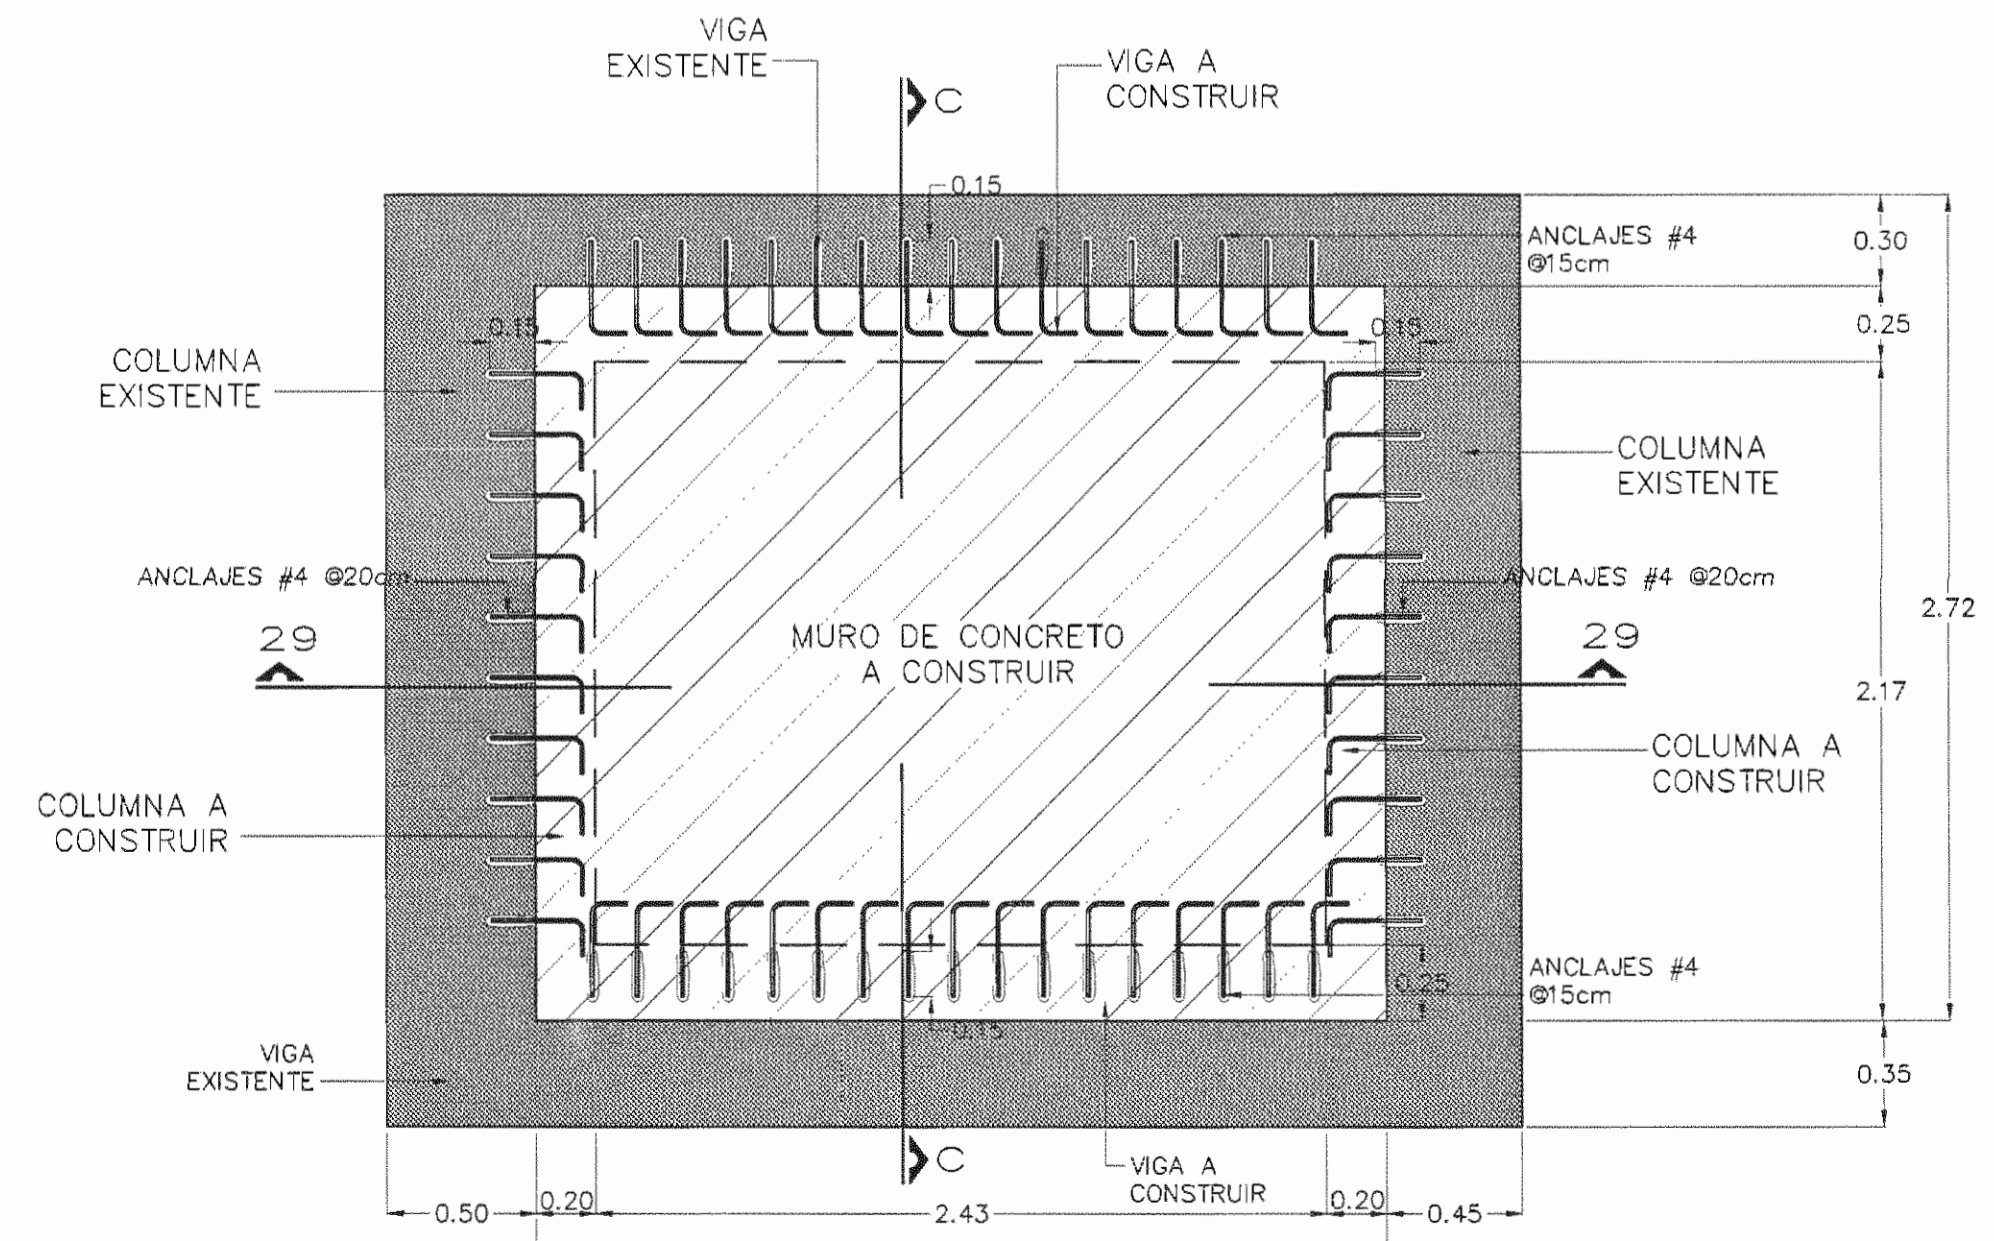 VIGA
EXISTENTE
VIGA A
CONSTRUIR
C
0.15
ANCLAJES #4
@15cm
0.30
0.25
0.15
0.15
COLUMNA
EXISTENTE
COLUMNA
EXISTENTE
ANCLAJES #4 @20cm
ANCLAJES #4 @20cm
2.72
29
29
MURO DE CONCRETO
A CONSTRUIR
2.17
COLUMNA A
CONSTRUIR
COLUMNA A
CONSTRUIR
ANCLAJES #4
@15cm
0.25
0.15
VIGA
EXISTENTE
0.35
C
VIGA A
CONSTRUIR
0.50
0.20
2.43
0.20
0.45